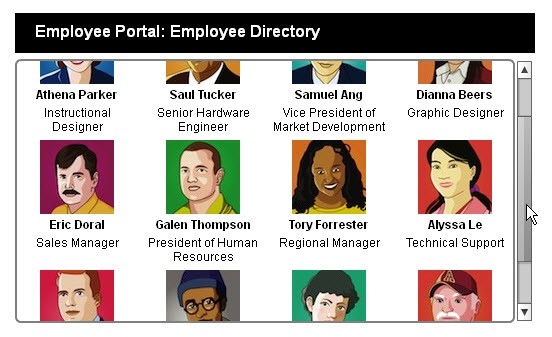 Employee Portal: Employee Directory
Athena Parker
Instructional
Designer
Saul Tucker
Senior Hardware
Engineer
Samuel Ang
Vice President of
Market Development
Dianna Beers
Graphic Designer
Eric Doral
Sales Manager
Galen Thompson
President of Human
Resources
Tory Forrester
Regional Manager
Alyssa Le
Technical Support
A